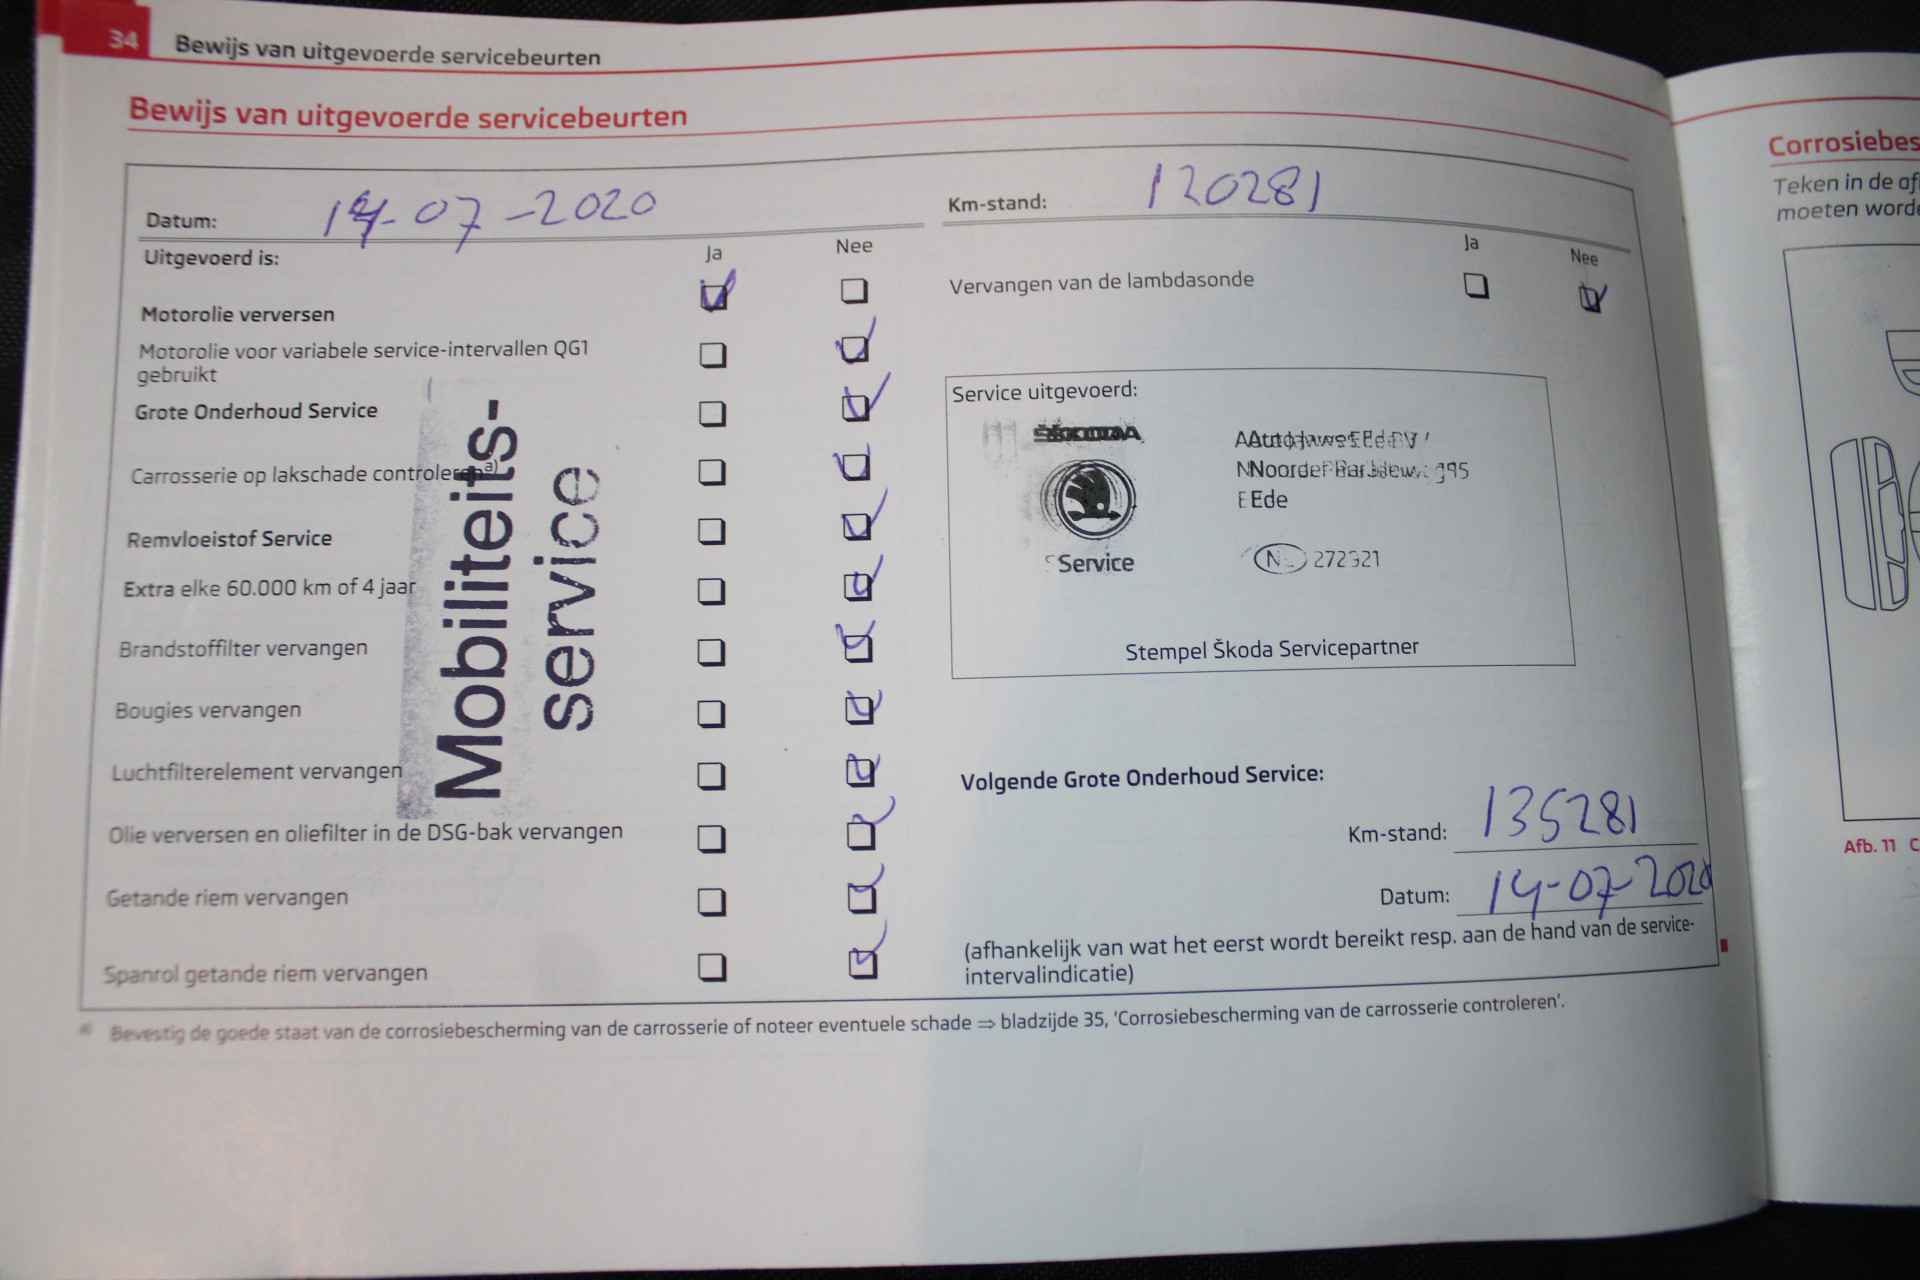 34 Bewijs van uitgevoerde servicebeurten
Bewijs van uitgevoerde servicebeurten
Datum: 14-07-2020
Km-stand: 120281
Uitgevoerd is:
Ja Nee
Motorolie verversen
Motorolie voor variabele service-intervallen QG1
gebruikt
Grote Onderhoud Service
Carrosserie op lakschade controleren a)
Remvloeistof Service
Extra elke 60.000 km of 4 jaar
Brandstoffilter vervangen
Bougies vervangen
Luchtfilterelement vervangen
Olie verversen en oliefilter in de DSG-bak vervangen
Getande riem vervangen
Spanrol getande riem vervangen
Mobiliteits-
service
Ja Nee
Vervangen van de lambdasonde
Service uitgevoerd:
ŠKODA
Service
Ede
Stempel Škoda Servicepartner
Volgende Grote Onderhoud Service:
Km-stand: 135281
Datum: 14-07-2020
(afhankelijk van wat het eerst wordt bereikt resp. aan de hand van de service-
intervalindicatie)
a) Bevestig de goede staat van de corrosiebescherming van de carrosserie of noteer eventuele schade ⇒ bladzijde 35, 'Corrosiebescherming van de carrosserie controleren'.
Corrosiebes
Teken in de af
moeten word
Afb. 11 C